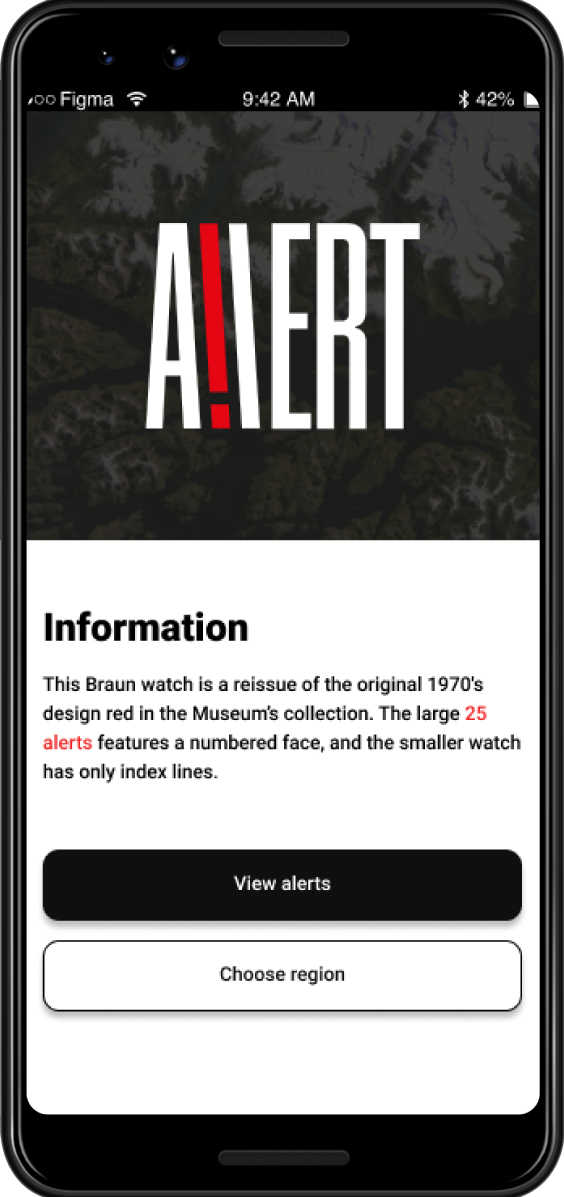 Figma 9:42 AM 42%
A!lERT
Information
This Braun watch is a reissue of the original 1970's
design red in the Museum's collection. The large 25
alerts features a numbered face, and the smaller watch
has only index lines.
View alerts
Choose region